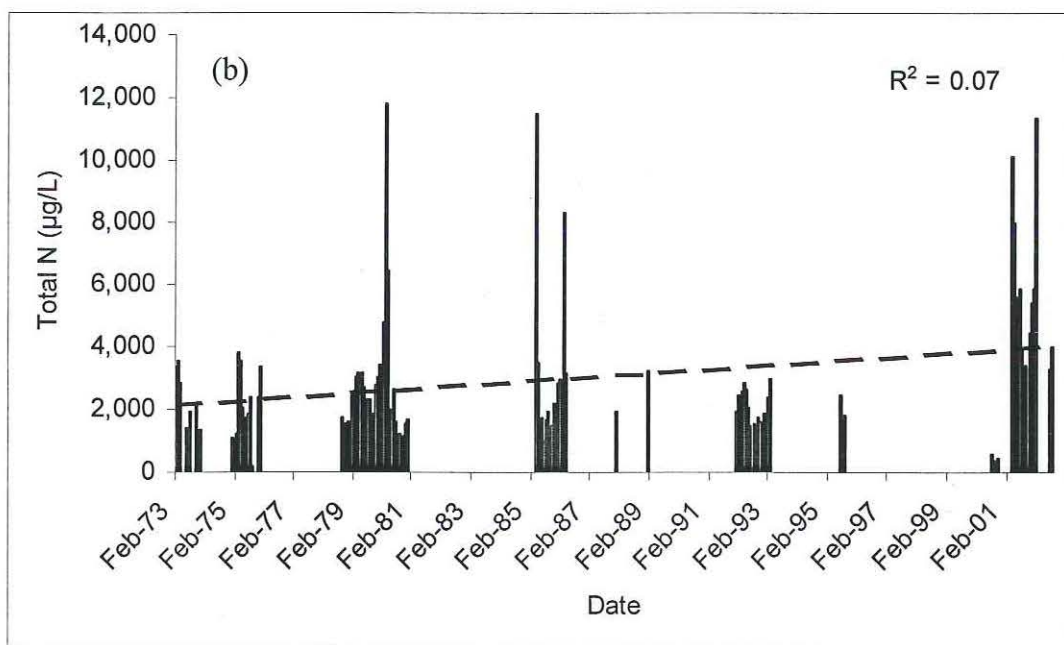 14,000
(b)
R² = 0.07
12,000
10,000
8,000
6,000
4,000
2,000
0
Total N (µg/L)
Feb-73
Feb-75
Feb-77
Feb-79
Feb-81
Feb-83
Feb-85
Feb-87
Feb-89
Feb-91
Feb-93
Feb-95
Feb-97
Feb-99
Feb-01
Date